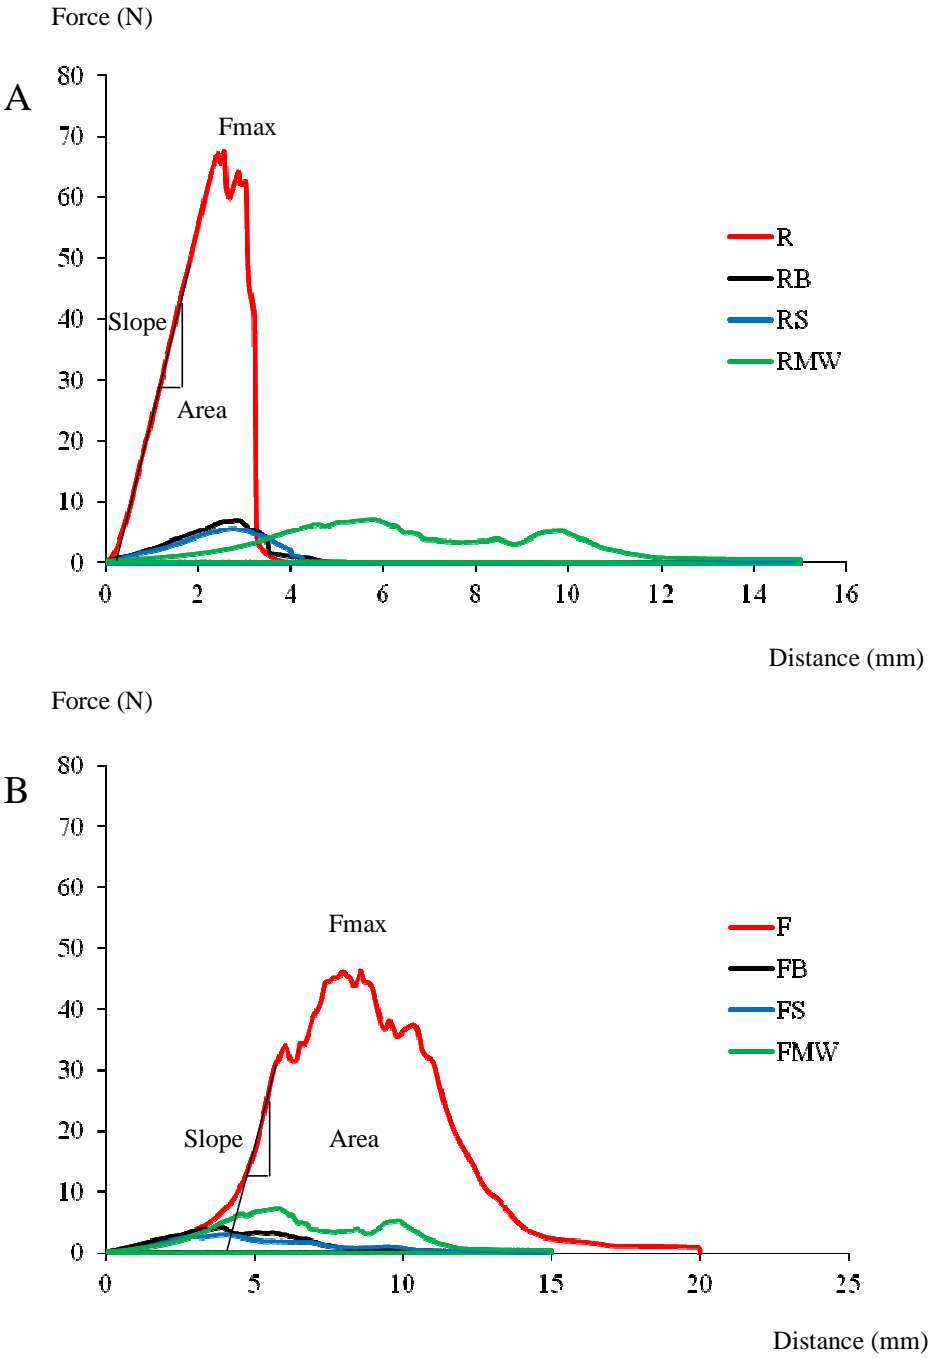 Force (N)
A
80
70
60
50
40
30
20
10
0
Fmax
Slope
Area
R
RB
RS
RMW
0 2 4 6 8 10 12 14 16
Distance (mm)
Force (N)
B
80
70
60
50
40
30
20
10
0
Fmax
Slope
Area
F
FB
FS
FMW
0 5 10 15 20 25
Distance (mm)